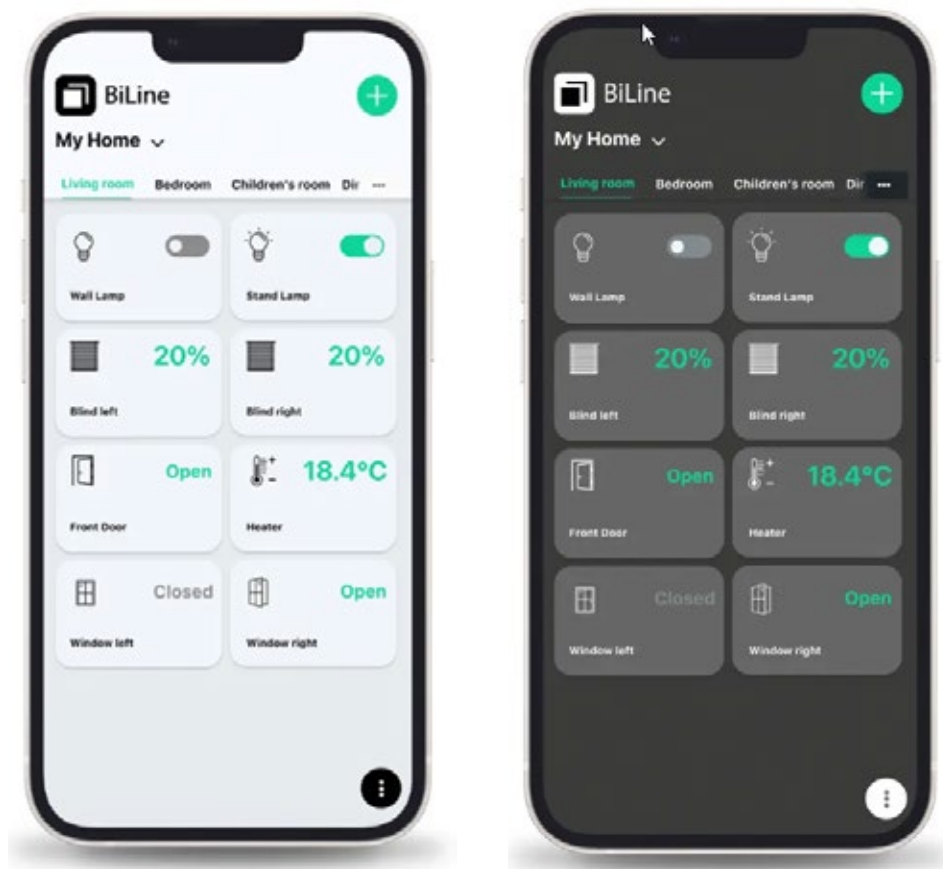 BiLine
My Home
Living room Bedroom Children's room Dir ...
Wall Lamp Stand Lamp
20% 20%
Blind left Blind right
Open 18.4°C
Front Door Heater
Closed Open
Window left Window right
BiLine
My Home
Living room Bedroom Children's room Dir ...
Wall Lamp Stand Lamp
20% 20%
Blind left Blind right
Open 18.4°C
Front Door Heater
Closed Open
Window left Window right